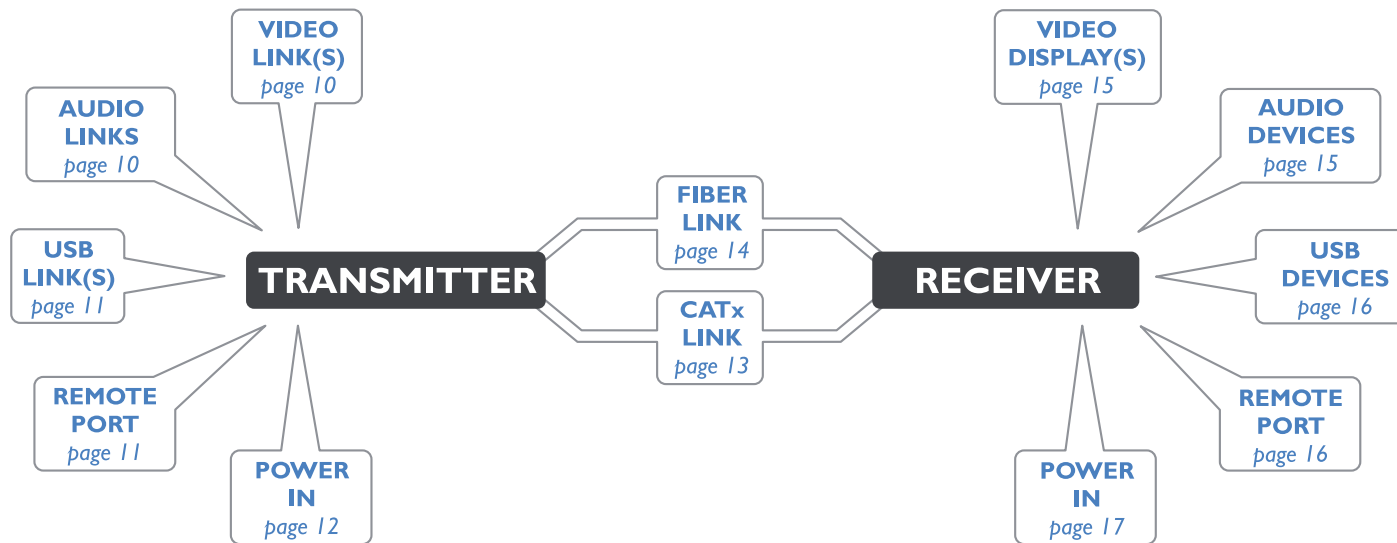 VIDEO
LINK(S)
page 10
AUDIO
LINKS
page 10
USB
LINK(S)
page 11
REMOTE
PORT
page 11
POWER
IN
page 12
TRANSMITTER
FIBER
LINK
page 14
CATx
LINK
page 13
RECEIVER
VIDEO
DISPLAY(S)
page 15
AUDIO
DEVICES
page 15
USB
DEVICES
page 16
REMOTE
PORT
page 16
POWER
IN
page 17